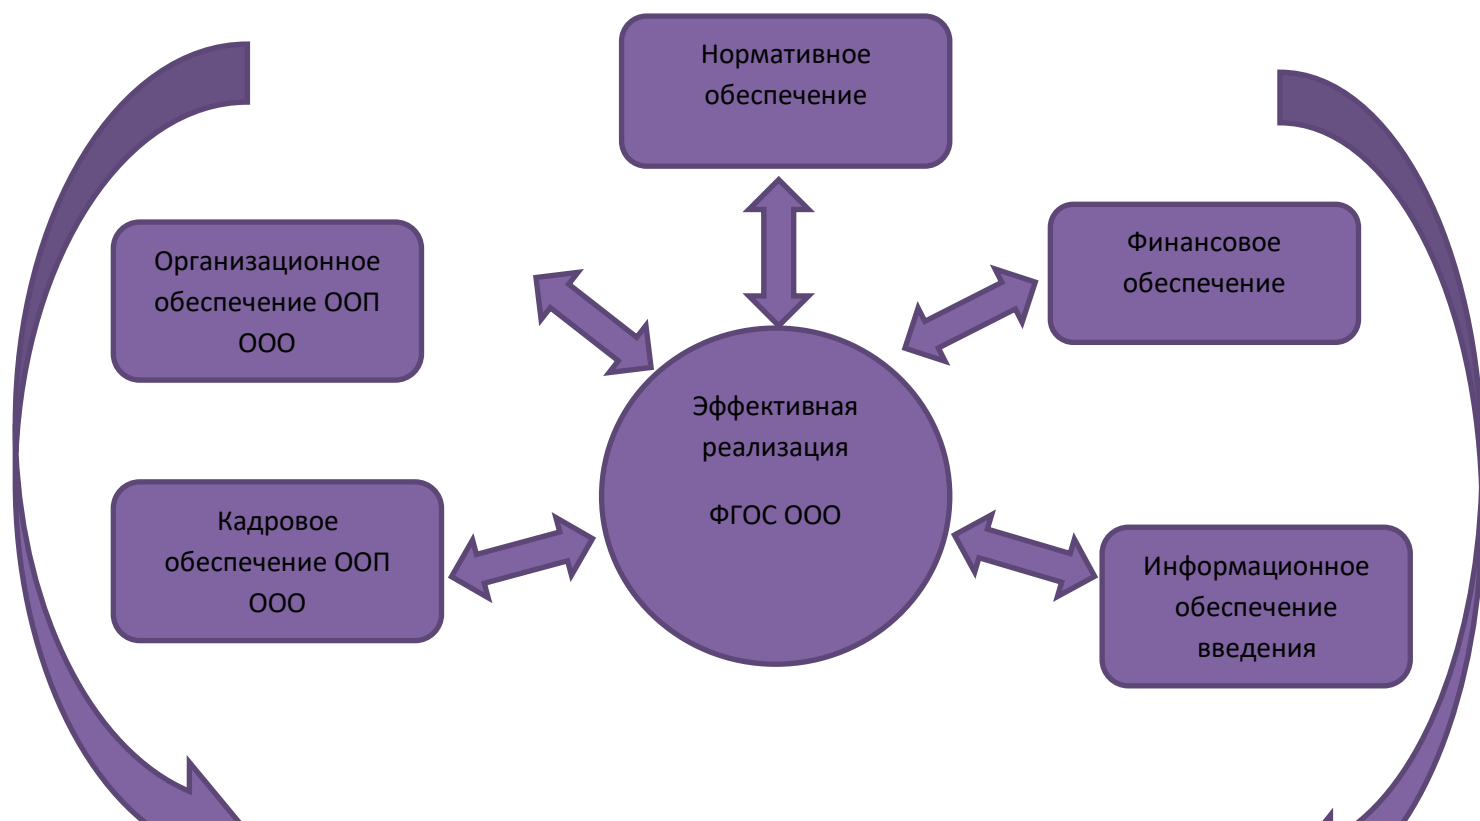 Нормативное
обеспечение
Организационное
обеспечение ООП
ООО
Финансовое
обеспечение
Эффективная
реализация
ФГОС ООО
Кадровое
обеспечение ООП
ООО
Информационное
обеспечение
введения